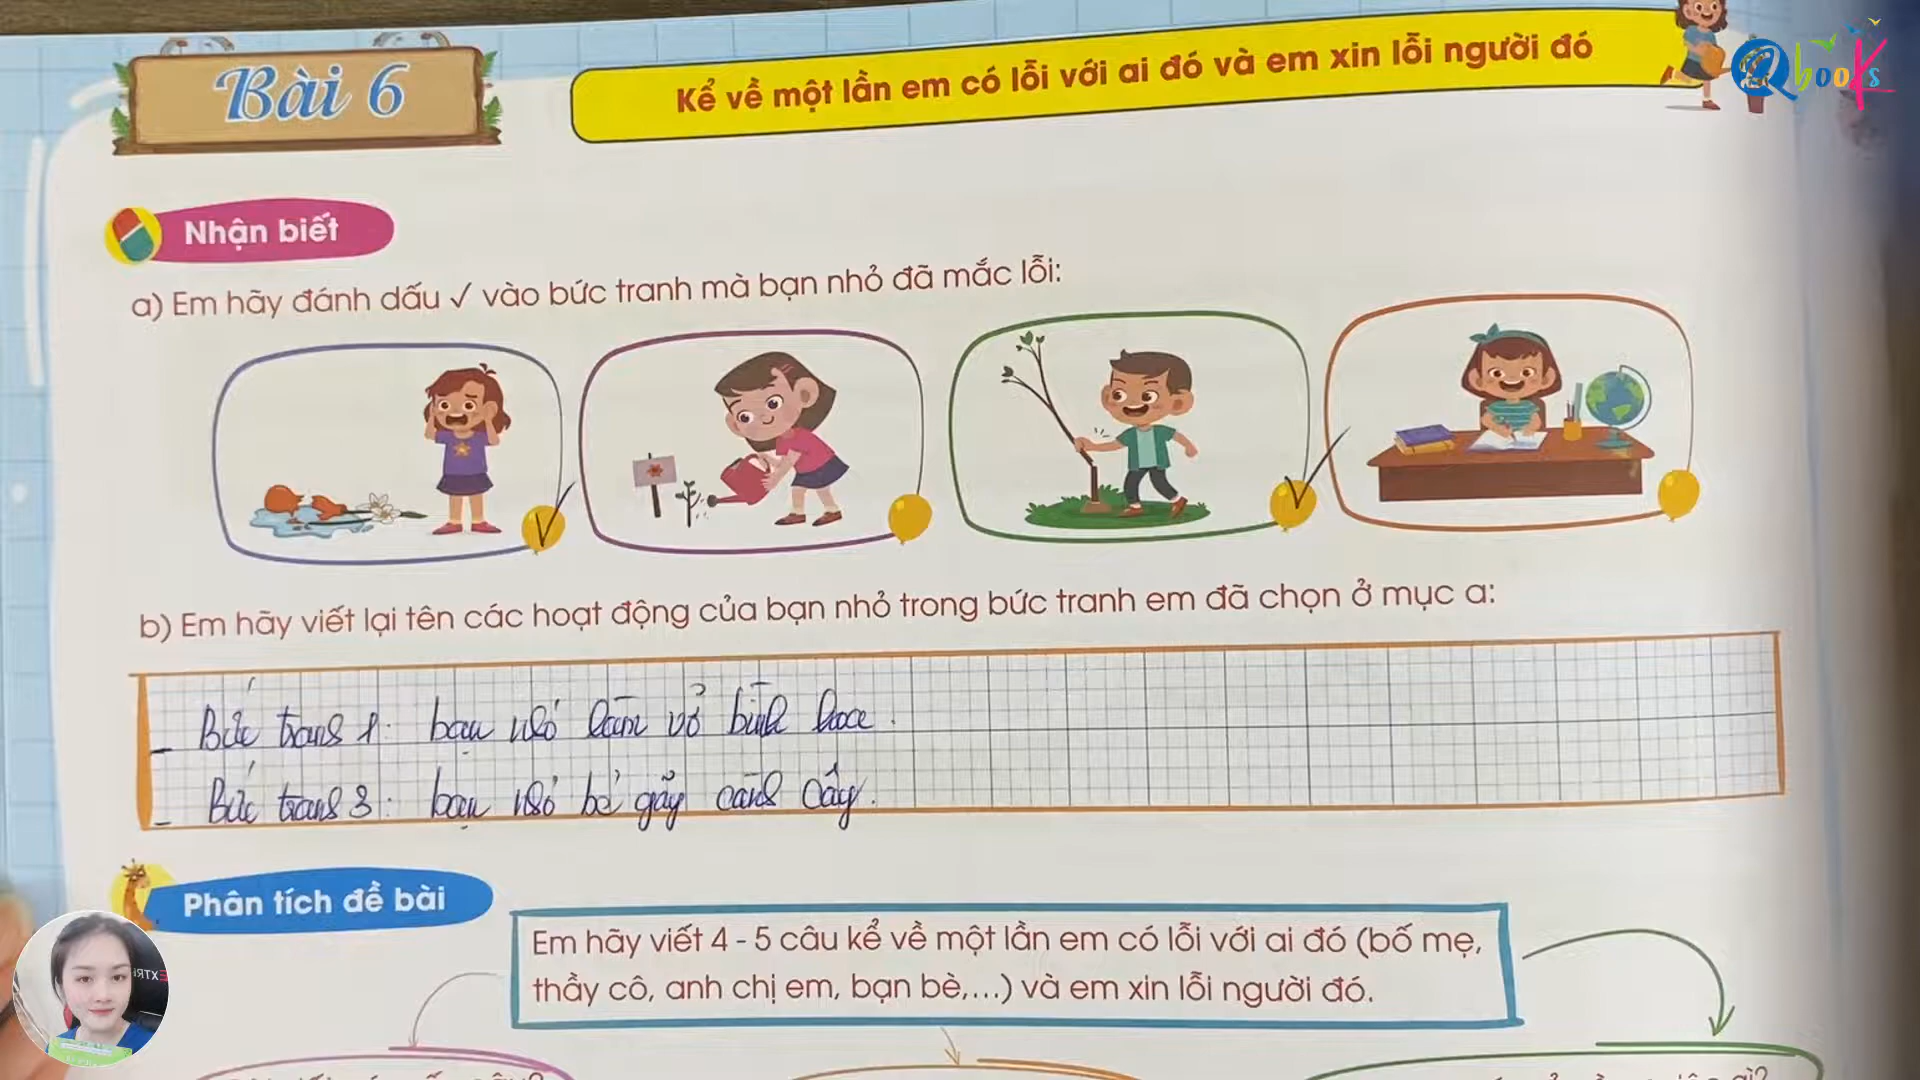 Bài 6
Kể về một lần em có lỗi với ai đó và em xin lỗi người đó
Qbooks
Nhận biết
a) Em hãy đánh dấu ✓ vào bức tranh mà bạn nhỏ đã mắc lỗi:
b) Em hãy viết lại tên các hoạt động của bạn nhỏ trong bức tranh em đã chọn ở mục a:
- Bức tranh 1: bạn nhỏ làm vỡ bình hoa.
- Bức tranh 3: bạn nhỏ bẻ gãy cành cây.
Phân tích đề bài
Em hãy viết 4 - 5 câu kể về một lần em có lỗi với ai đó (bố mẹ,
thầy cô, anh chị em, bạn bè,...) và em xin lỗi người đó.